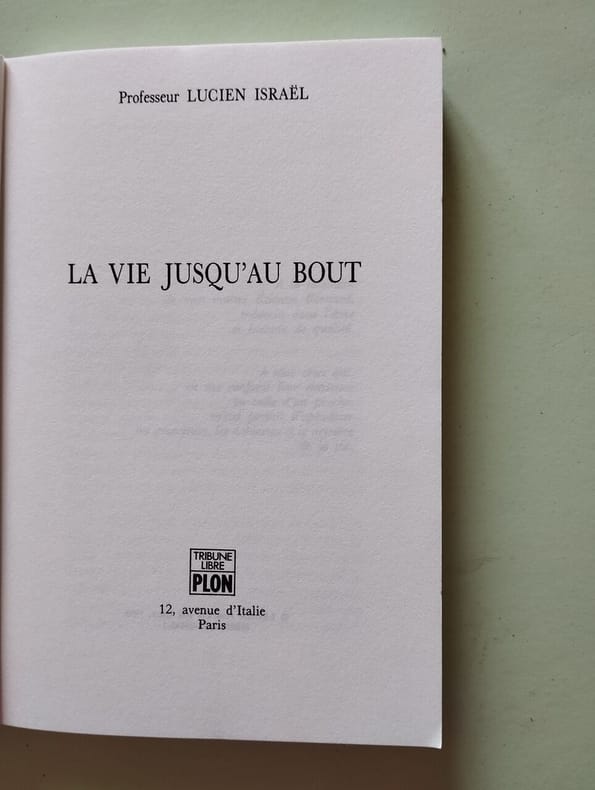 Professeur LUCIEN ISRAËL
LA VIE JUSQU'AU BOUT
TRIBUNE
LIBRE
PLON
12, avenue d'Italie
Paris